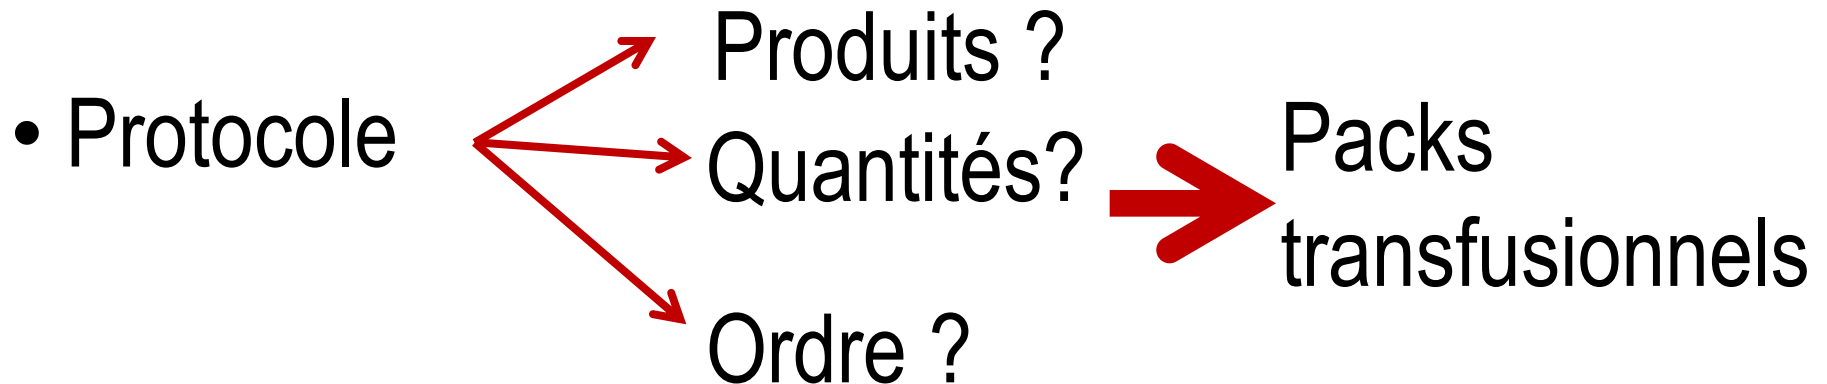 • Protocole
Produits ?
Quantités?
Ordre ?
Packs
transfusionnels